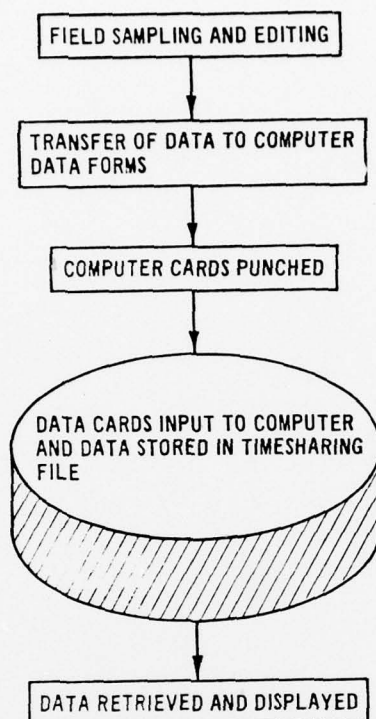 FIELD SAMPLING AND EDITING
TRANSFER OF DATA TO COMPUTER
DATA FORMS
COMPUTER CARDS PUNCHED
DATA CARDS INPUT TO COMPUTER
AND DATA STORED IN TIMESHARING
FILE
DATA RETRIEVED AND DISPLAYED